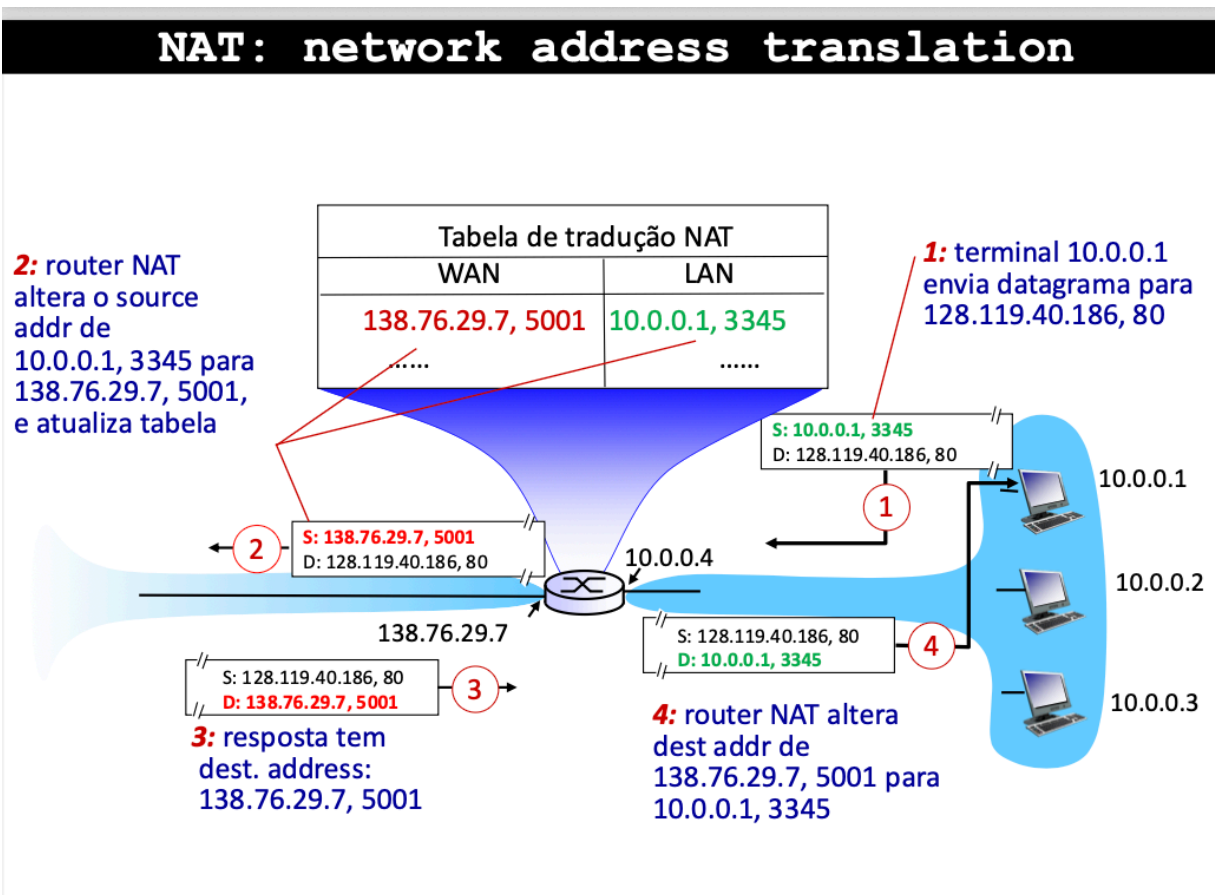 NAT: network address translation
Tabela de tradução NAT
WAN
LAN
138.76.29.7, 5001
10.0.0.1, 3345
......
......
2: router NAT
altera o source
addr de
10.0.0.1, 3345 para
138.76.29.7, 5001,
e atualiza tabela
1: terminal 10.0.0.1
envia datagrama para
128.119.40.186, 80
S: 10.0.0.1, 3345
D: 128.119.40.186, 80
1
10.0.0.1
2
S: 138.76.29.7, 5001
D: 128.119.40.186, 80
10.0.0.4
10.0.0.2
138.76.29.7
S: 128.119.40.186, 80
D: 10.0.0.1, 3345
4
S: 128.119.40.186, 80
D: 138.76.29.7, 5001
3
10.0.0.3
3: resposta tem
dest. address:
138.76.29.7, 5001
4: router NAT altera
dest addr de
138.76.29.7, 5001 para
10.0.0.1, 3345